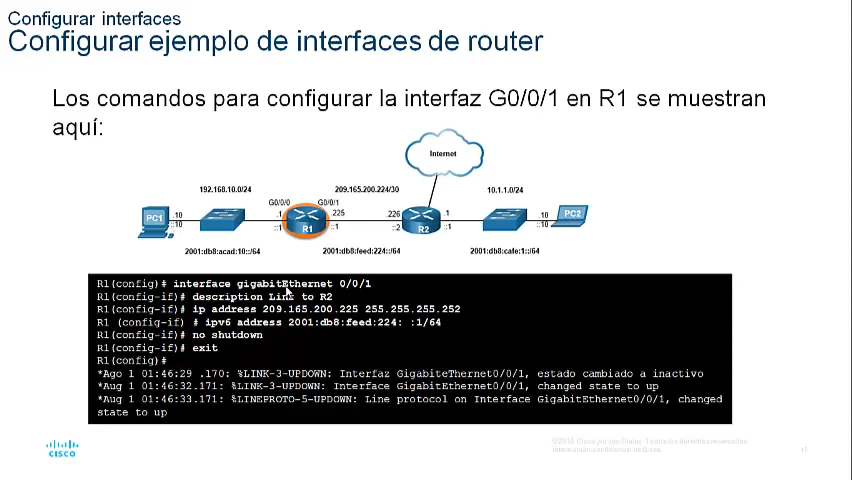 Configurar interfaces
Configurar ejemplo de interfaces de router
Los comandos para configurar la interfaz G0/0/1 en R1 se muestran
aquí:
Internet
192.168.10.0/24
209.165.200.224/30
10.1.1.0/24
G0/0/0
G0/0/1
PC1
.10
::10
.1
::1
R1
.225
::1
.226
::2
R2
.1
::1
.10
::10
PC2
2001:db8:acad:10::/64
2001:db8:feed:224::/64
2001:db8:cafe:1::/64
R1(config)# interface gigabitEthernet 0/0/1
R1(config-if)# description Link to R2
R1(config-if)# ip address 209.165.200.225 255.255.255.252
R1 (config-if) # ipv6 address 2001:db8:feed:224: :1/64
R1(config-if)# no shutdown
R1(config-if)# exit
R1(config)#
*Ago 1 01:46:29 .170: %LINK-3-UPDOWN: Interfaz GigabiteThernet0/0/1, estado cambiado a inactivo
*Aug 1 01:46:32.171: %LINK-3-UPDOWN: Interface GigabitEthernet0/0/1, changed state to up
*Aug 1 01:46:33.171: %LINEPROTO-5-UPDOWN: Line protocol on Interface GigabitEthernet0/0/1, changed
state to up
CISCO